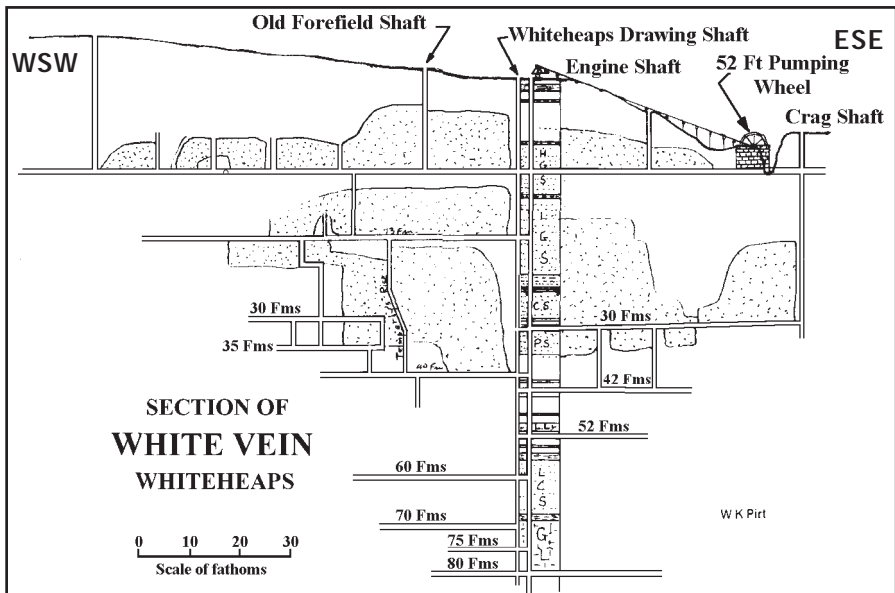 Old Forefield Shaft
Whiteheaps Drawing Shaft
ESE
WSW
Engine Shaft
52 Ft Pumping
Wheel
Crag Shaft
H
G
S
L
G
S
30 Fms
C.S.
30 Fms
P.S.
35 Fms
40 Fm
42 Fms
SECTION OF
WHITE VEIN
WHITEHEAPS
L.L.
52 Fms
60 Fms
L
C
S
70 Fms
W K Pirt
G
L
75 Fms
80 Fms
0 10 20 30
Scale of fathoms